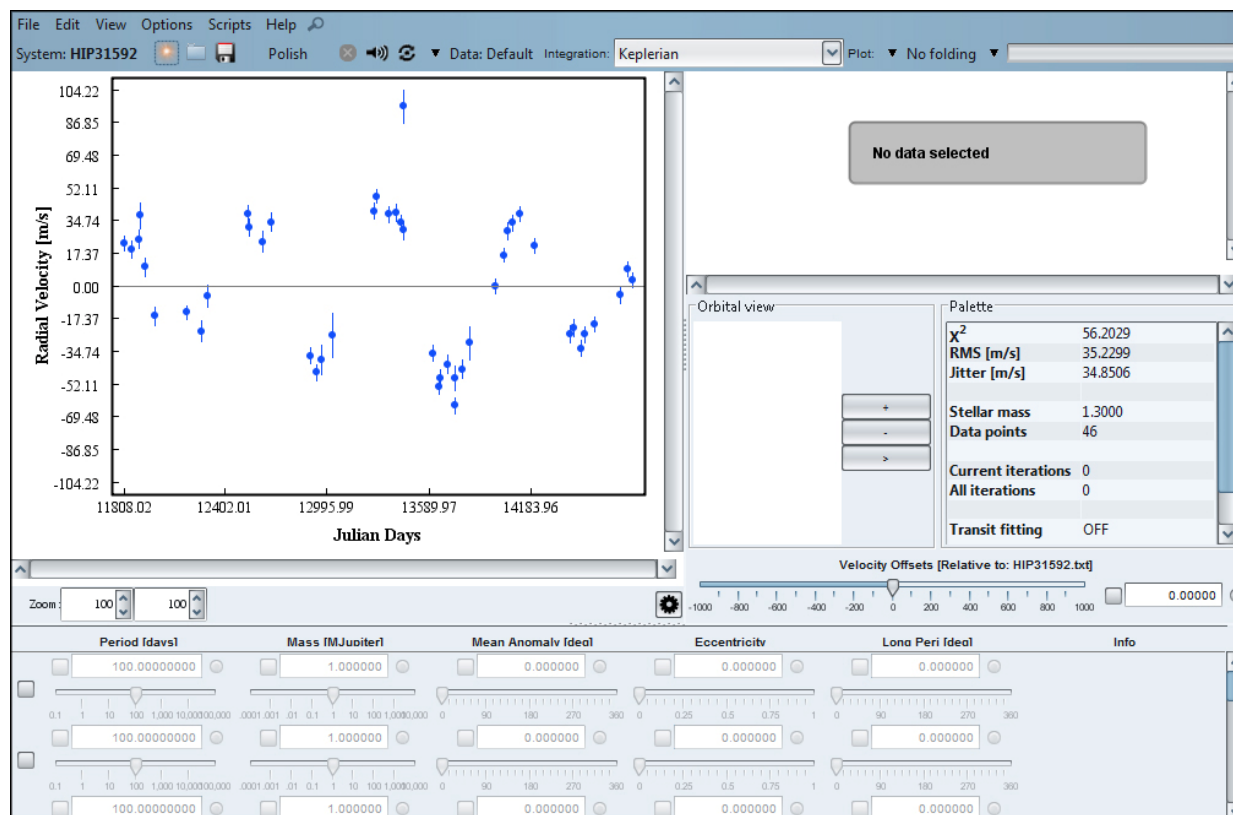 File Edit View Options Scripts Help
System: HIP31592 Polish Data: Default Integration: Keplerian Plot: No folding
104.22
86.85
69.48
52.11
34.74
17.37
0.00
-17.37
-34.74
-52.11
-69.48
-86.85
-104.22
Radial Velocity [m/s]
11808.02 12402.01 12995.99 13589.97 14183.96
Julian Days
No data selected
Orbital view
+
-
>
Palette
X2 56.2029
RMS [m/s] 35.2299
Jitter [m/s] 34.8506
Stellar mass 1.3000
Data points 46
Current iterations 0
All iterations 0
Transit fitting OFF
Velocity Offsets [Relative to: HIP31592.txt]
-1000 -800 -600 -400 -200 0 200 400 600 800 1000 0.00000
Zoom: 100 100
Period [days] Mass [MJupiter] Mean Anomaly [deg] Eccentricity Long Peri [deg] Info
100.00000000 1.000000 0.000000 0.000000 0.000000
0.1 1 10 100 1,000 10,000 .0001 .001 .01 0.1 1 10 100 1,000 0 90 180 270 360 0 0.25 0.5 0.75 1 0 90 180 270 360
100.00000000 1.000000 0.000000 0.000000 0.000000
0.1 1 10 100 1,000 10,000 .0001 .001 .01 0.1 1 10 100 1,000 0 90 180 270 360 0 0.25 0.5 0.75 1 0 90 180 270 360
100.00000000 1.000000 0.000000 0.000000 0.000000